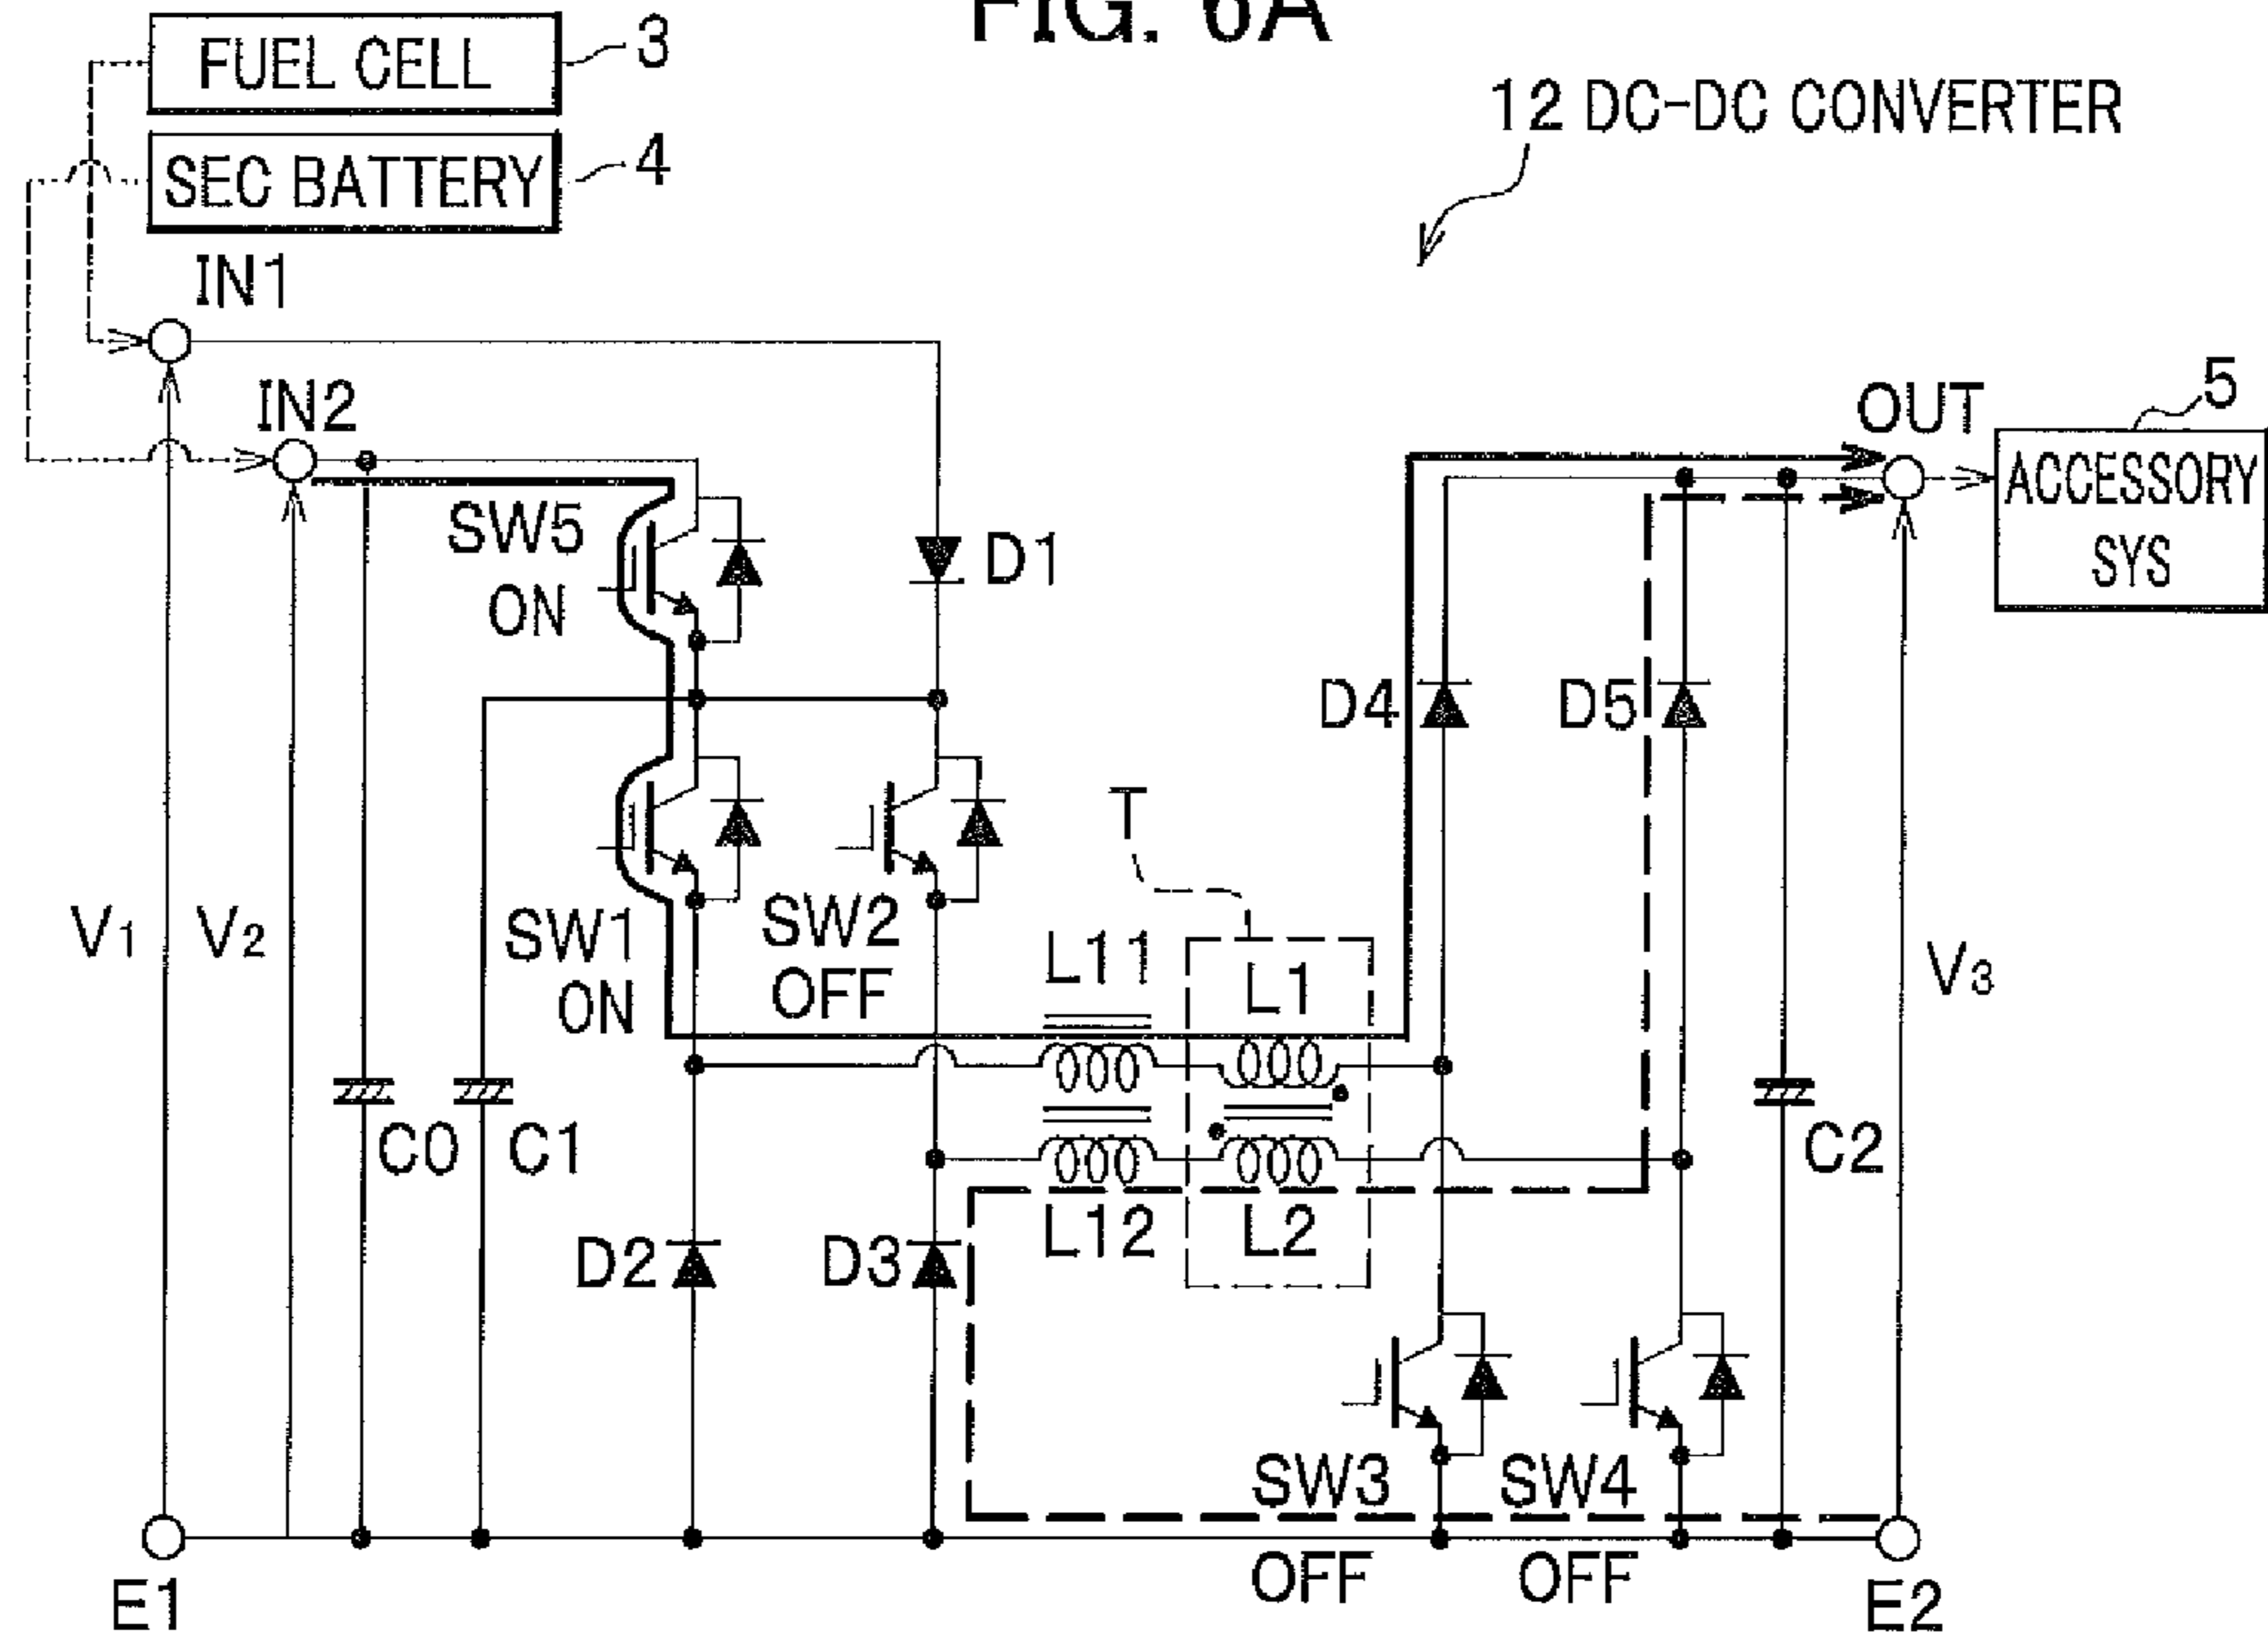 FIG. 6A
FUEL CELL
3
12 DC-DC CONVERTER
SEC BATTERY
4
IN1
IN2
OUT
5
ACCESSORY
SYS
SW5
ON
D1
D4
D5
T
SW1
ON
SW2
OFF
L11
L1
V1
V2
V3
C0
C1
C2
L12
L2
D2
D3
SW3
OFF
SW4
OFF
E1
E2